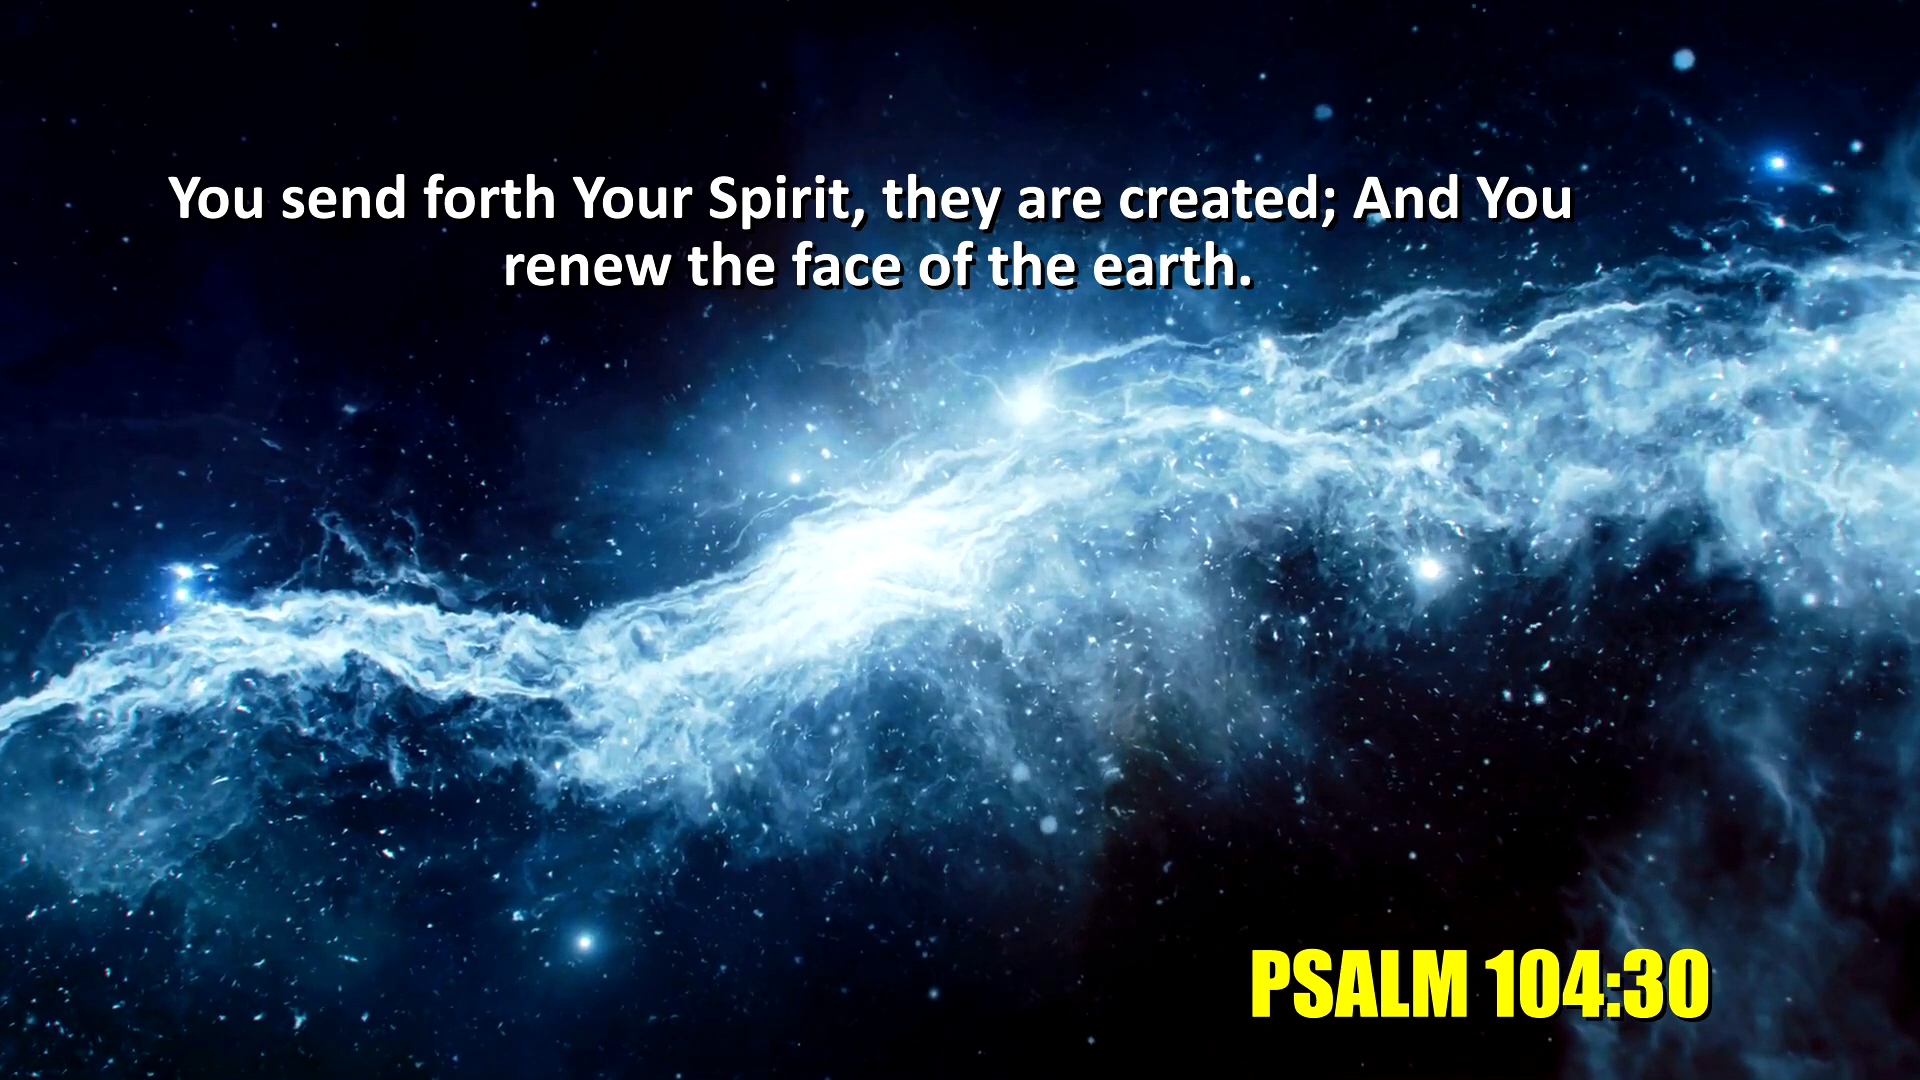 You send forth Your Spirit, they are created; And You
renew the face of the earth.
PSALM 104:30